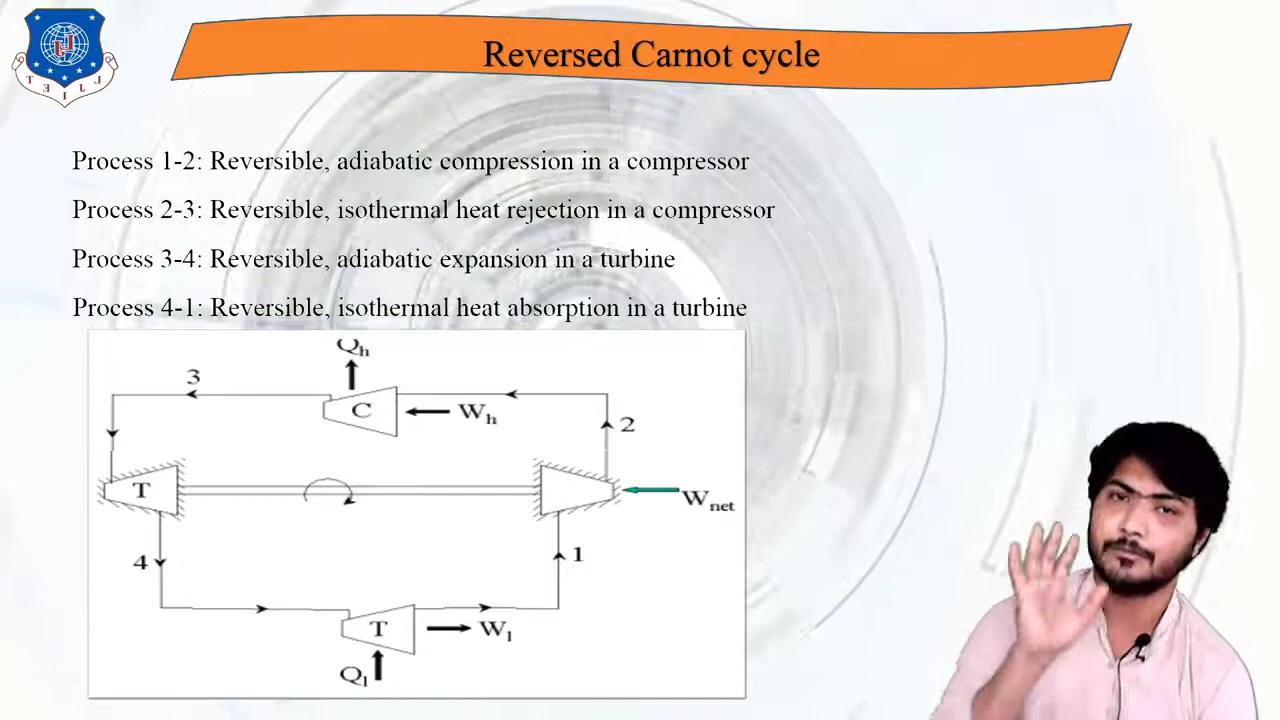 Reversed Carnot cycle
Process 1-2: Reversible, adiabatic compression in a compressor
Process 2-3: Reversible, isothermal heat rejection in a compressor
Process 3-4: Reversible, adiabatic expansion in a turbine
Process 4-1: Reversible, isothermal heat absorption in a turbine
Qh
3
C
Wh
2
T
Wnet
4
1
T
Wl
Ql